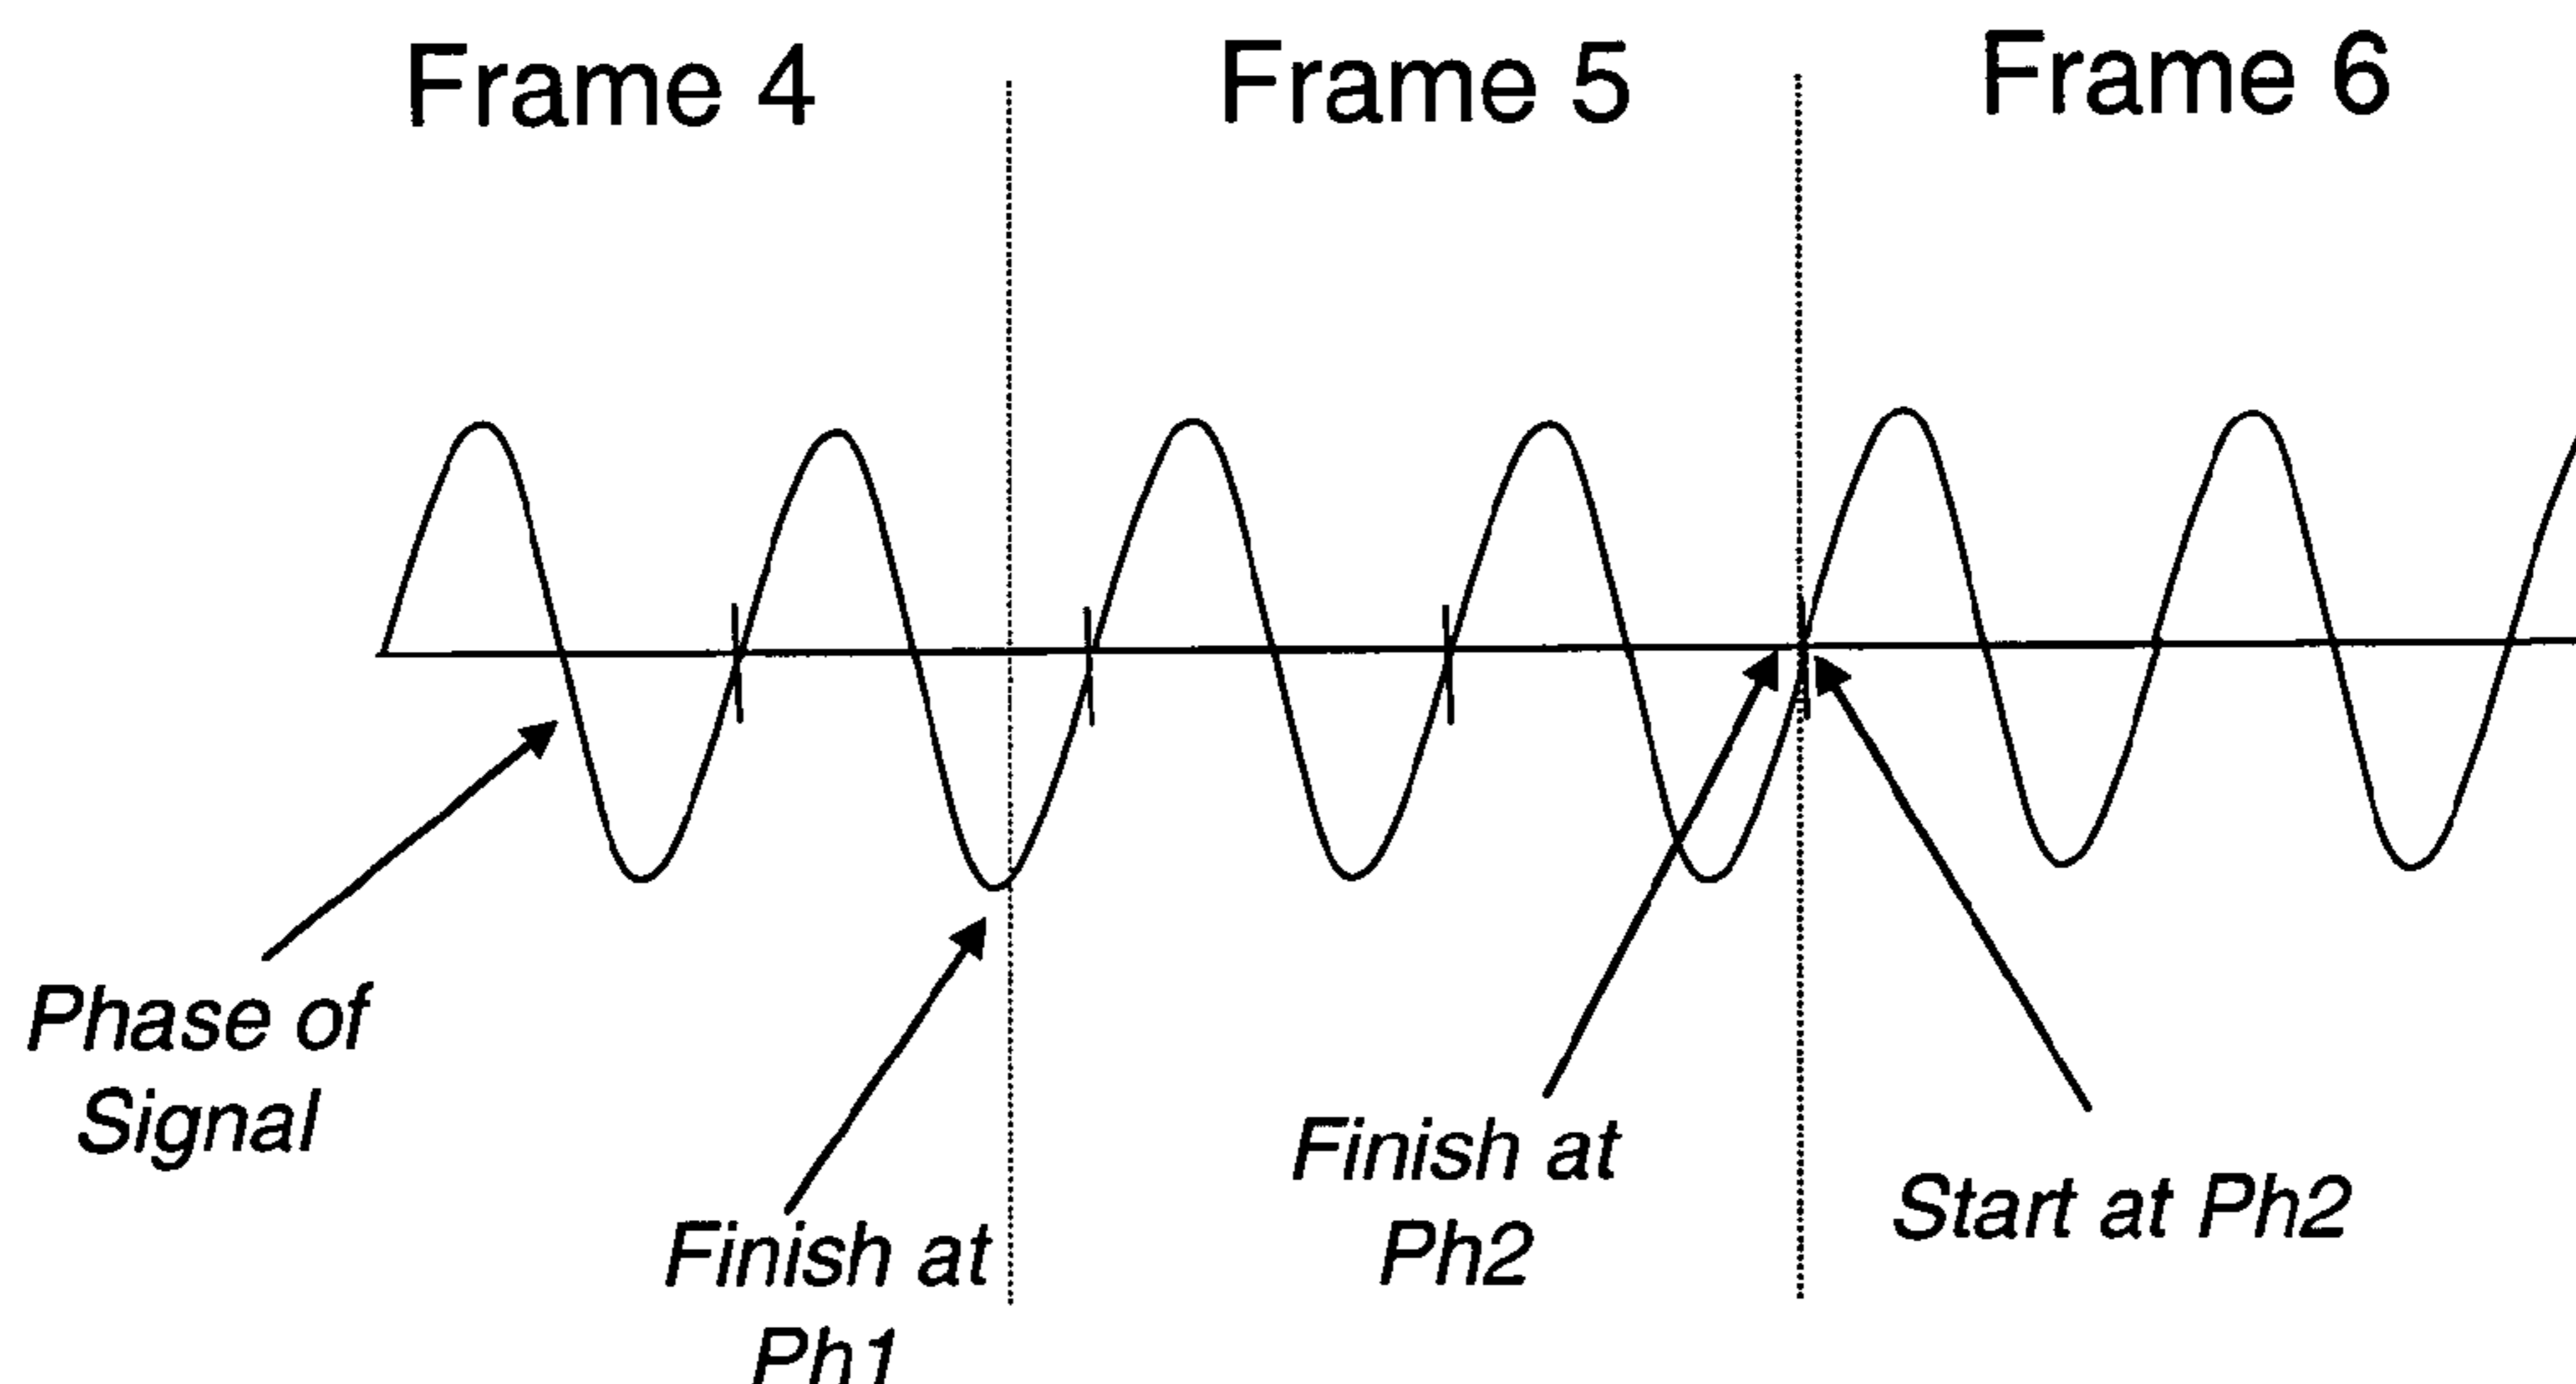 Frame 4
Frame 5
Frame 6
Phase of
Signal
Finish at
Ph1
Finish at
Ph2
Start at Ph2